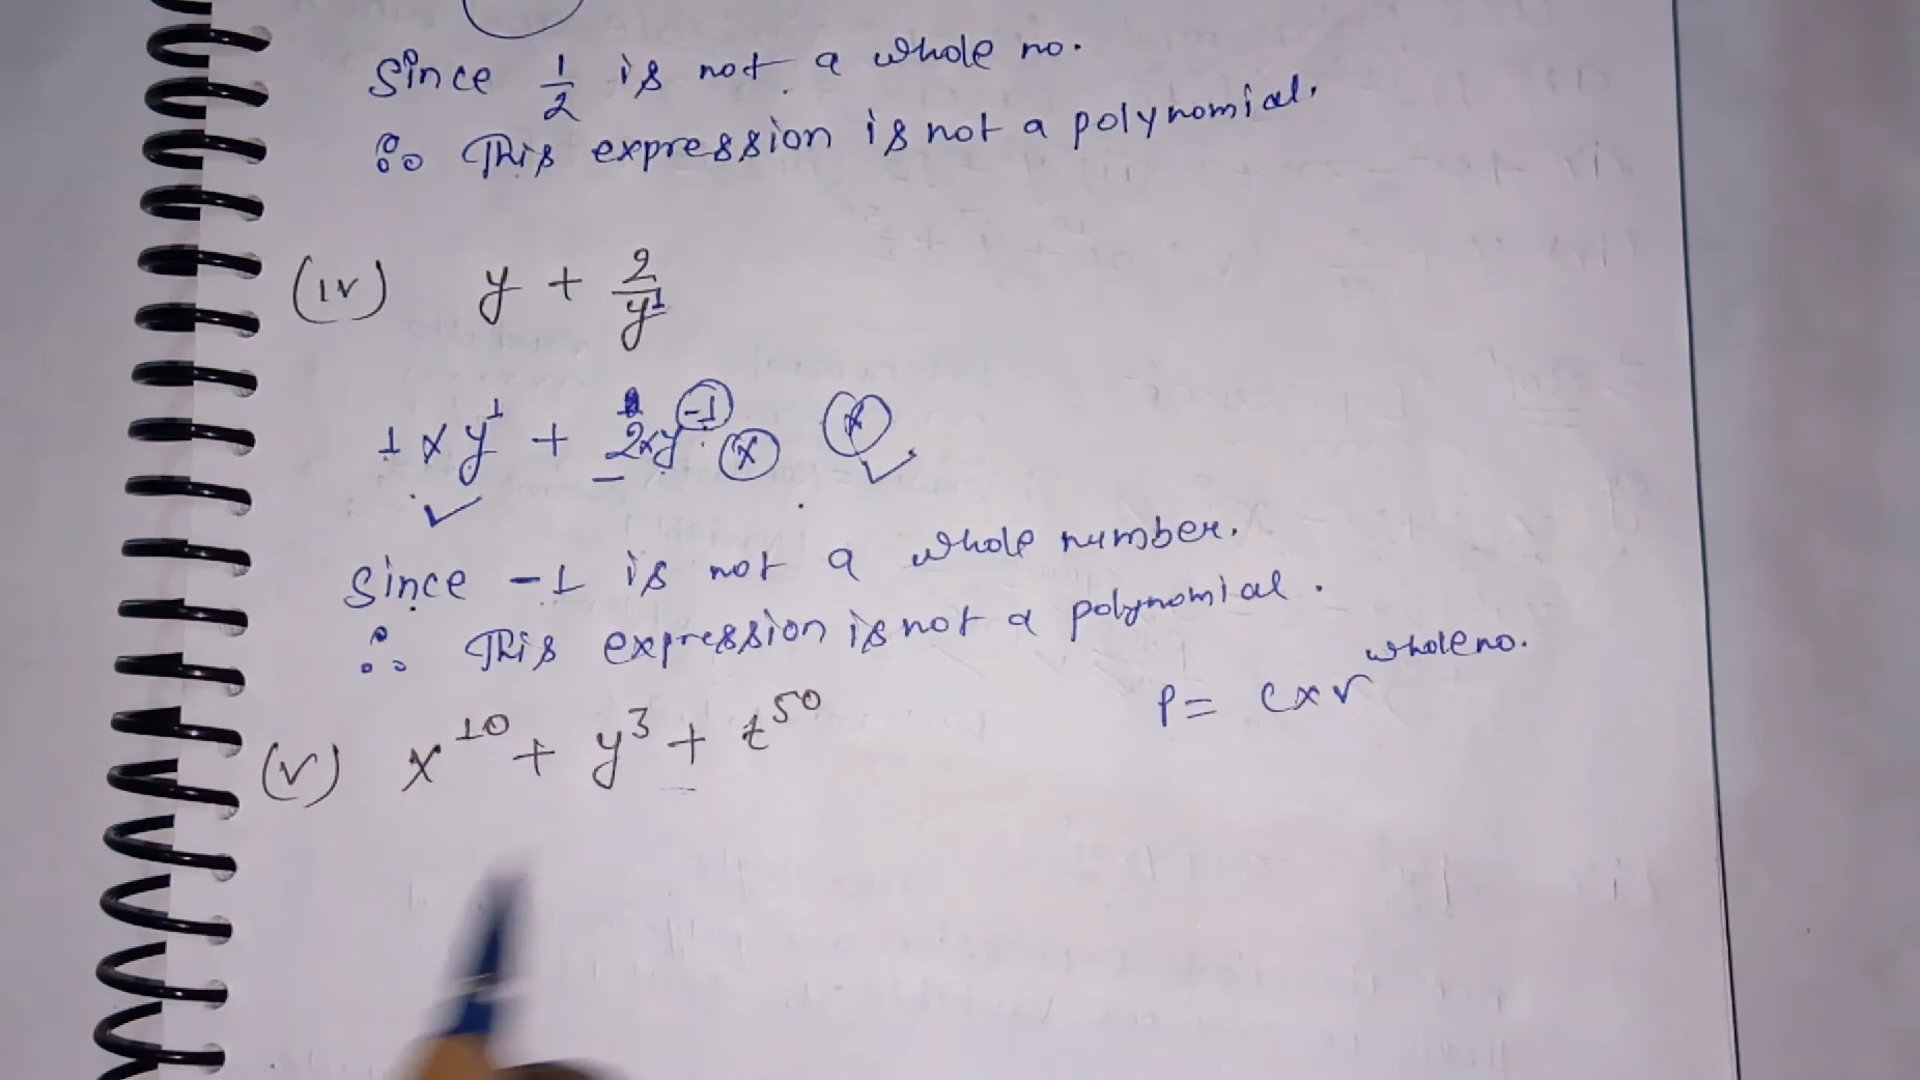 Since 1/2 is not a whole no.
∴ This expression is not a polynomial.
(iv) y + 2/y¹
1 × y¹ + 2×y⁻¹ (x) (x) ✓
✓
Since -1 is not a whole number.
∴ This expression is not a polynomial.
P = c×v^whole no.
(v) x¹⁰ + y³ + t⁵⁰